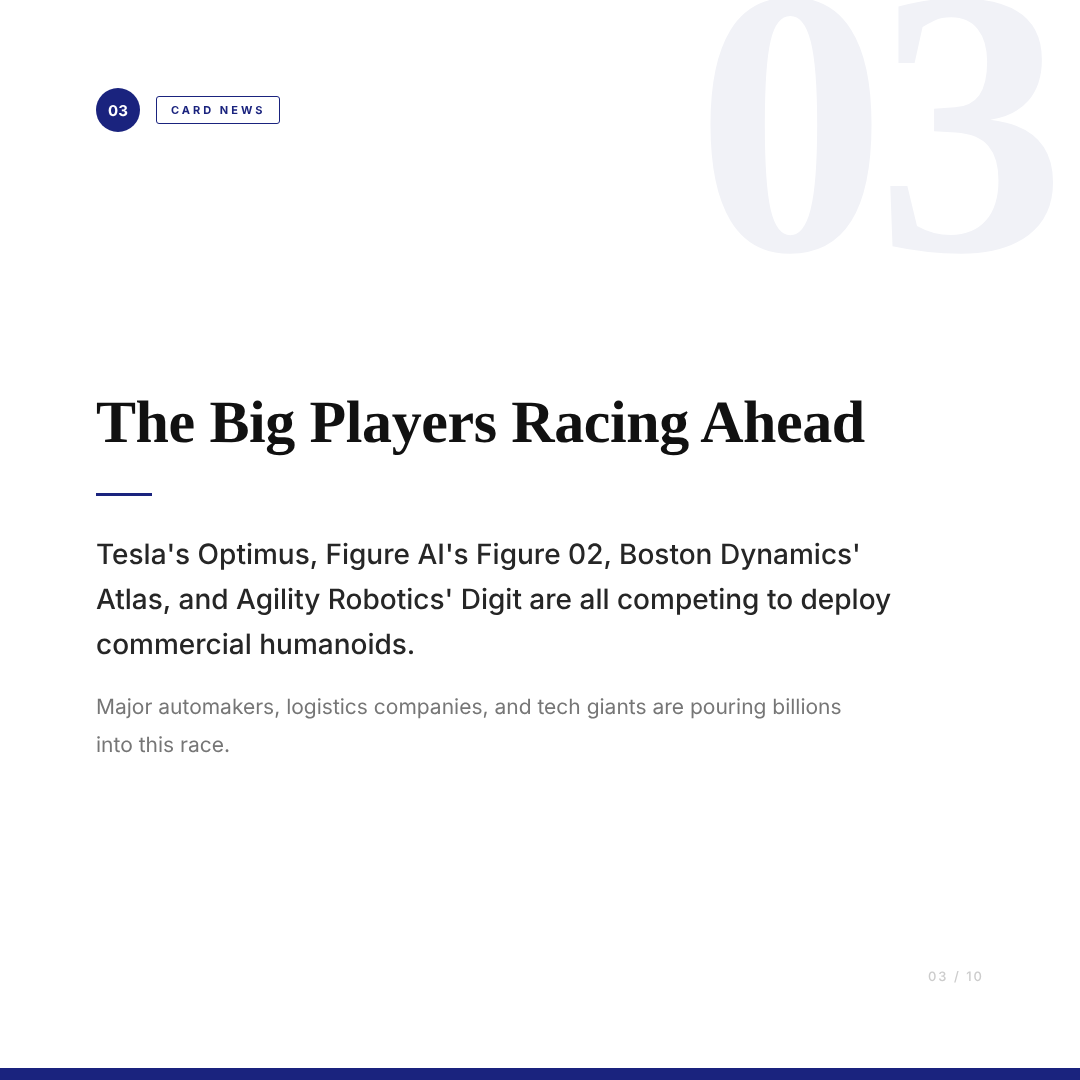 03
03
CARD NEWS
The Big Players Racing Ahead
Tesla's Optimus, Figure AI's Figure 02, Boston Dynamics'
Atlas, and Agility Robotics' Digit are all competing to deploy
commercial humanoids.
Major automakers, logistics companies, and tech giants are pouring billions
into this race.
03 / 10